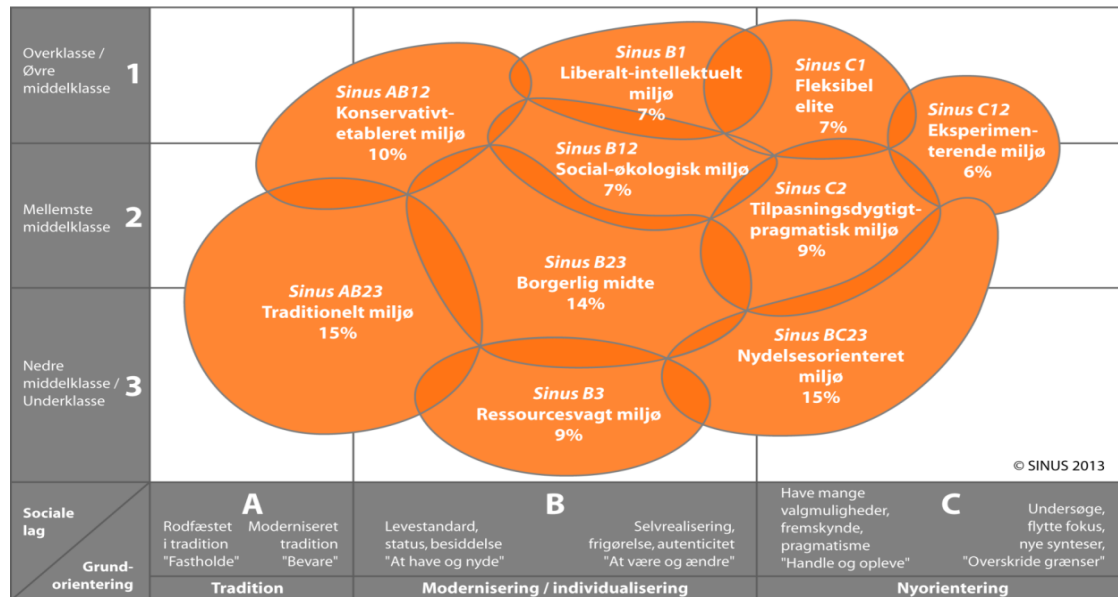 Overklasse /
Øvre
middelklasse
1
Mellemste
middelklasse
2
Nedre
middelklasse /
Underklasse
3
Sinus AB12
Konservativt-
etableret miljø
10%
Sinus B1
Liberalt-intellektuelt
miljø
7%
Sinus C1
Fleksibel
elite
7%
Sinus C12
Eksperimen-
terende miljø
6%
Sinus B12
Social-økologisk miljø
7%
Sinus C2
Tilpasningsdygtigt-
pragmatisk miljø
9%
Sinus AB23
Traditionelt miljø
15%
Sinus B23
Borgerlig midte
14%
Sinus BC23
Nydelsesorienteret
miljø
15%
Sinus B3
Ressourcesvagt miljø
9%
© SINUS 2013
Sociale
lag
Grund-
orientering
A
Rodfæstet
i tradition
"Fastholde"
Moderniseret
tradition
"Bevare"
Tradition
B
Levestandard,
status, besiddelse
"At have og nyde"
Selvrealisering,
frigørelse, autenticitet
"At være og ændre"
Modernisering / individualisering
C
Have mange
valgmuligheder,
fremskynde,
pragmatisme
"Handle og opleve"
Undersøge,
flytte fokus,
nye synteser,
"Overskride grænser"
Nyorientering